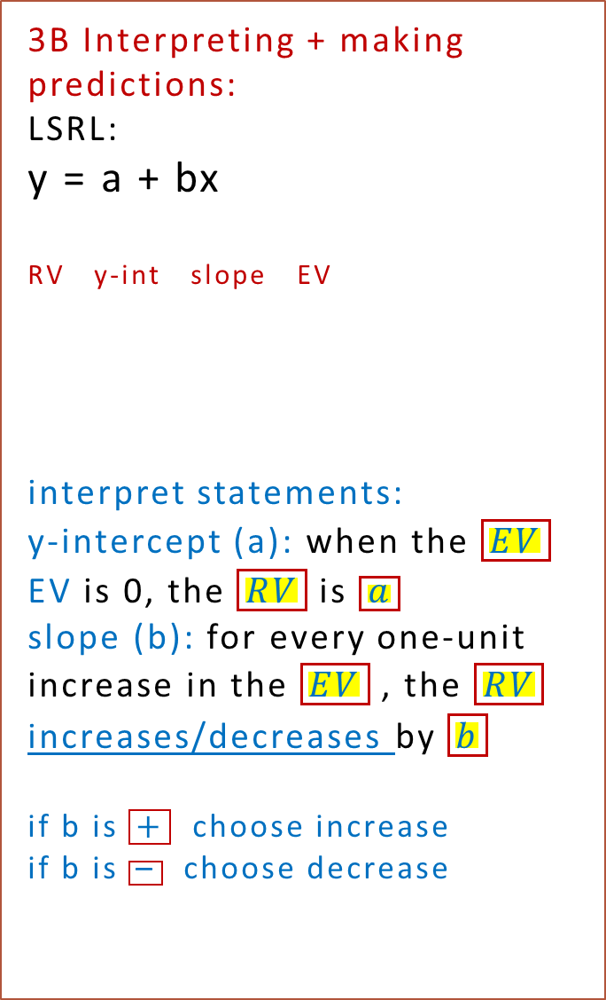 3B Interpreting + making
predictions:
LSRL:
y = a + bx
RV y-int slope EV
interpret statements:
y-intercept (a): when the EV
EV is 0, the RV is a
slope (b): for every one-unit
increase in the EV , the RV
increases/decreases by b
if b is + choose increase
if b is − choose decrease